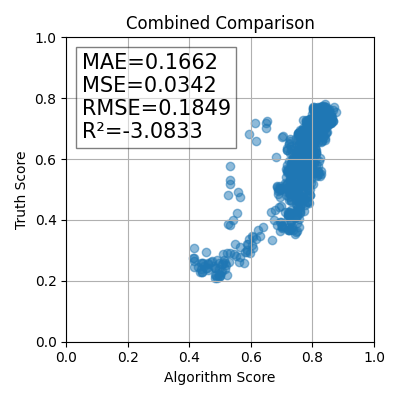 Combined Comparison
MAE=0.1662
MSE=0.0342
RMSE=0.1849
R²=-3.0833
Truth Score
1.0
0.8
0.6
0.4
0.2
0.0
0.0 0.2 0.4 0.6 0.8 1.0
Algorithm Score